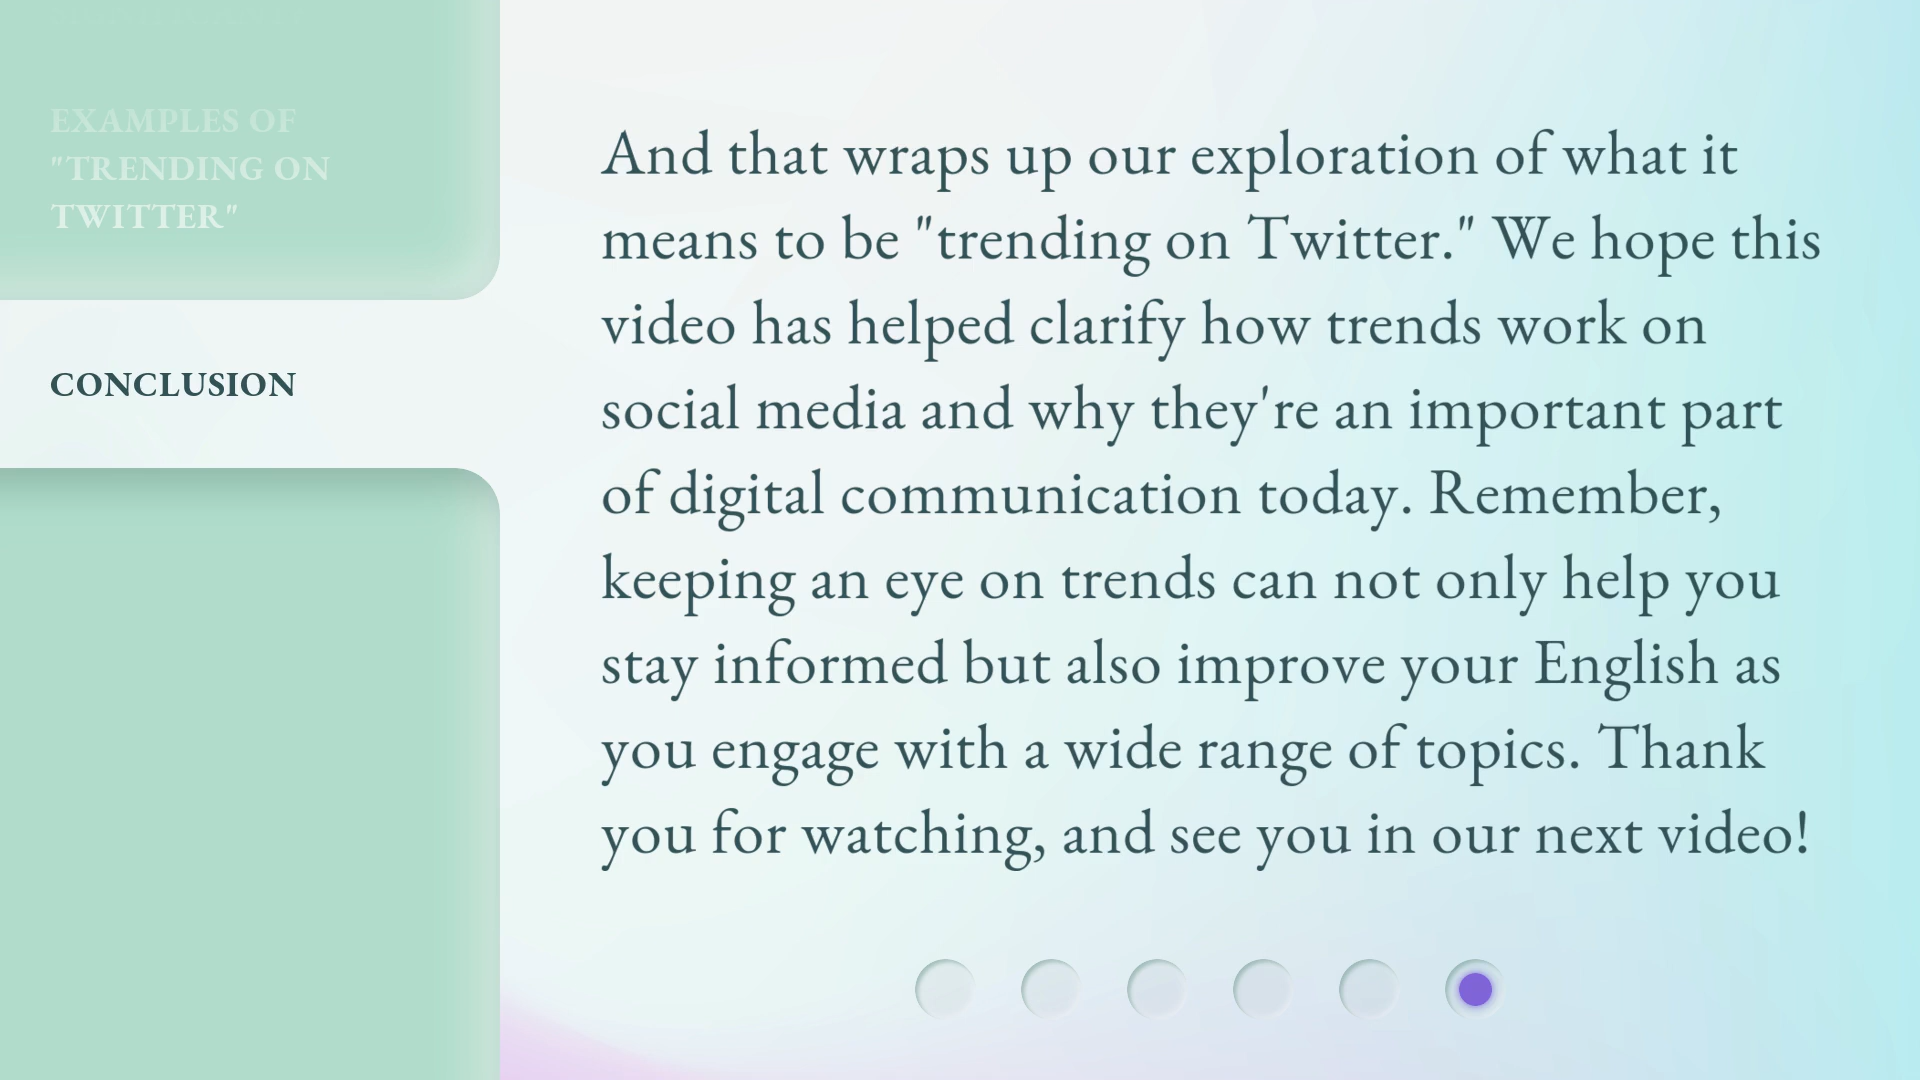 EXAMPLES OF
"TRENDING ON
TWITTER"
CONCLUSION
And that wraps up our exploration of what it
means to be "trending on Twitter." We hope this
video has helped clarify how trends work on
social media and why they're an important part
of digital communication today. Remember,
keeping an eye on trends can not only help you
stay informed but also improve your English as
you engage with a wide range of topics. Thank
you for watching, and see you in our next video!